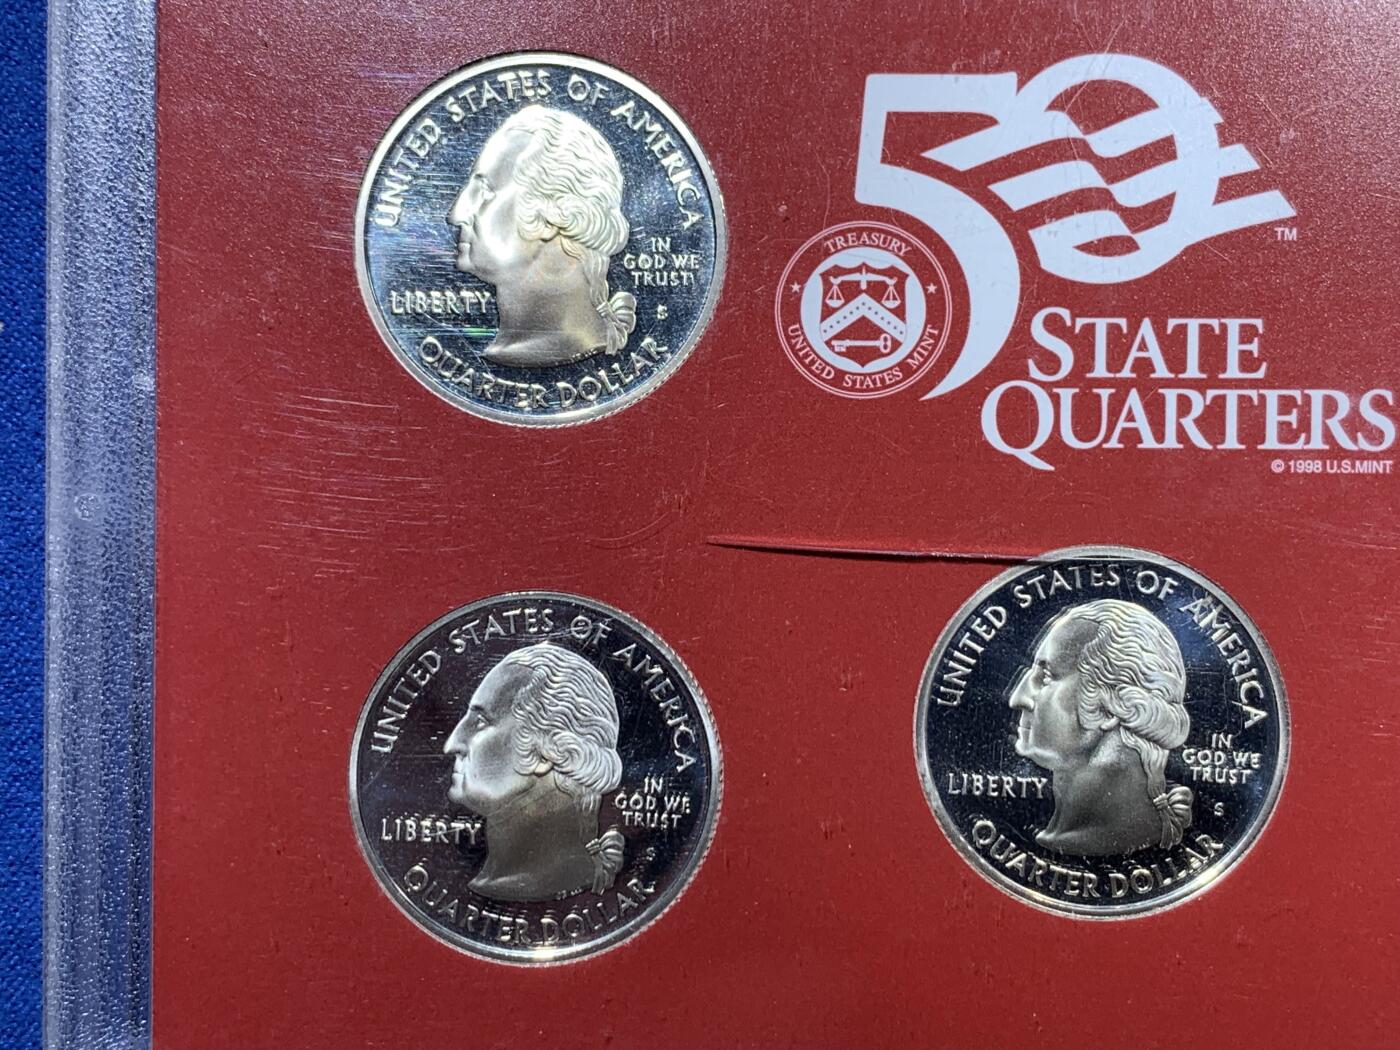 UNITED STATES OF AMERICA
IN
GOD WE
TRUST
LIBERTY
S
QUARTER DOLLAR
50
TM
TREASURY
UNITED STATES MINT
STATE
QUARTERS
© 1998 U.S.MINT
UNITED STATES OF AMERICA
IN
GOD WE
TRUST
LIBERTY
S
QUARTER DOLLAR
UNITED STATES OF AMERICA
IN
GOD WE
TRUST
LIBERTY
S
QUARTER DOLLAR